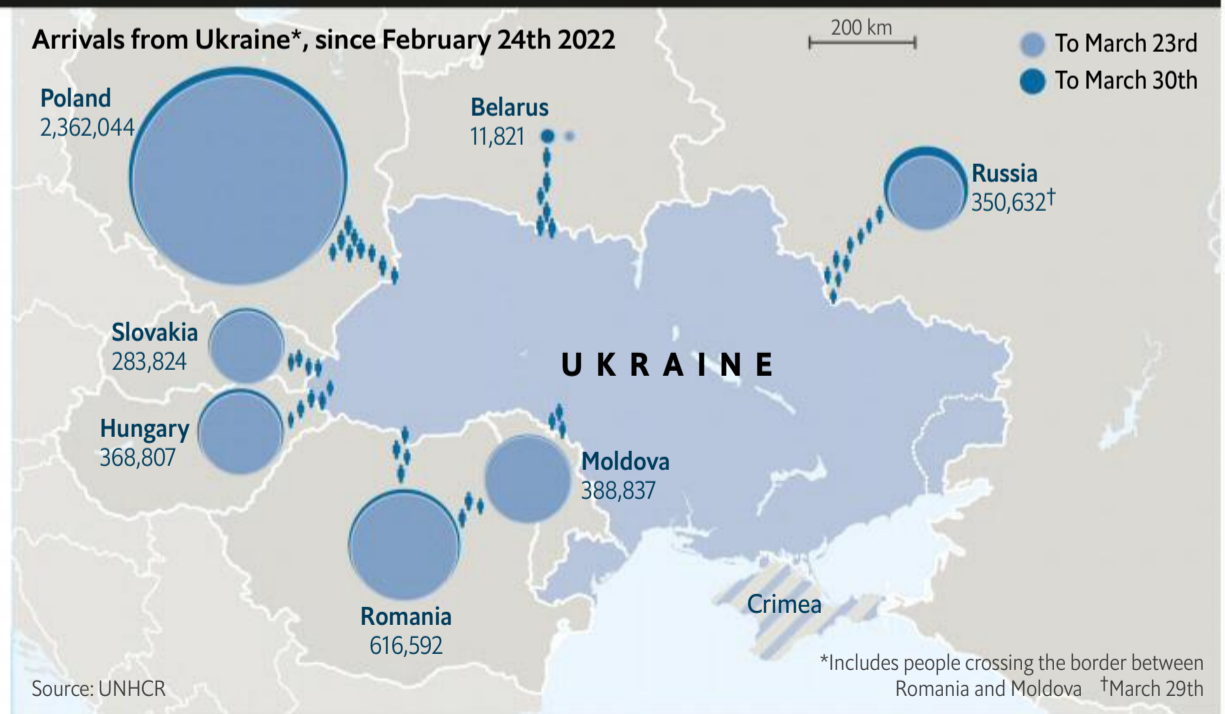 Arrivals from Ukraine*, since February 24th 2022
200 km
To March 23rd
To March 30th
Poland
2,362,044
Belarus
11,821
Russia
350,632†
Slovakia
283,824
UKRAINE
Hungary
368,807
Moldova
388,837
Romania
616,592
Crimea
*Includes people crossing the border between
Romania and Moldova †March 29th
Source: UNHCR